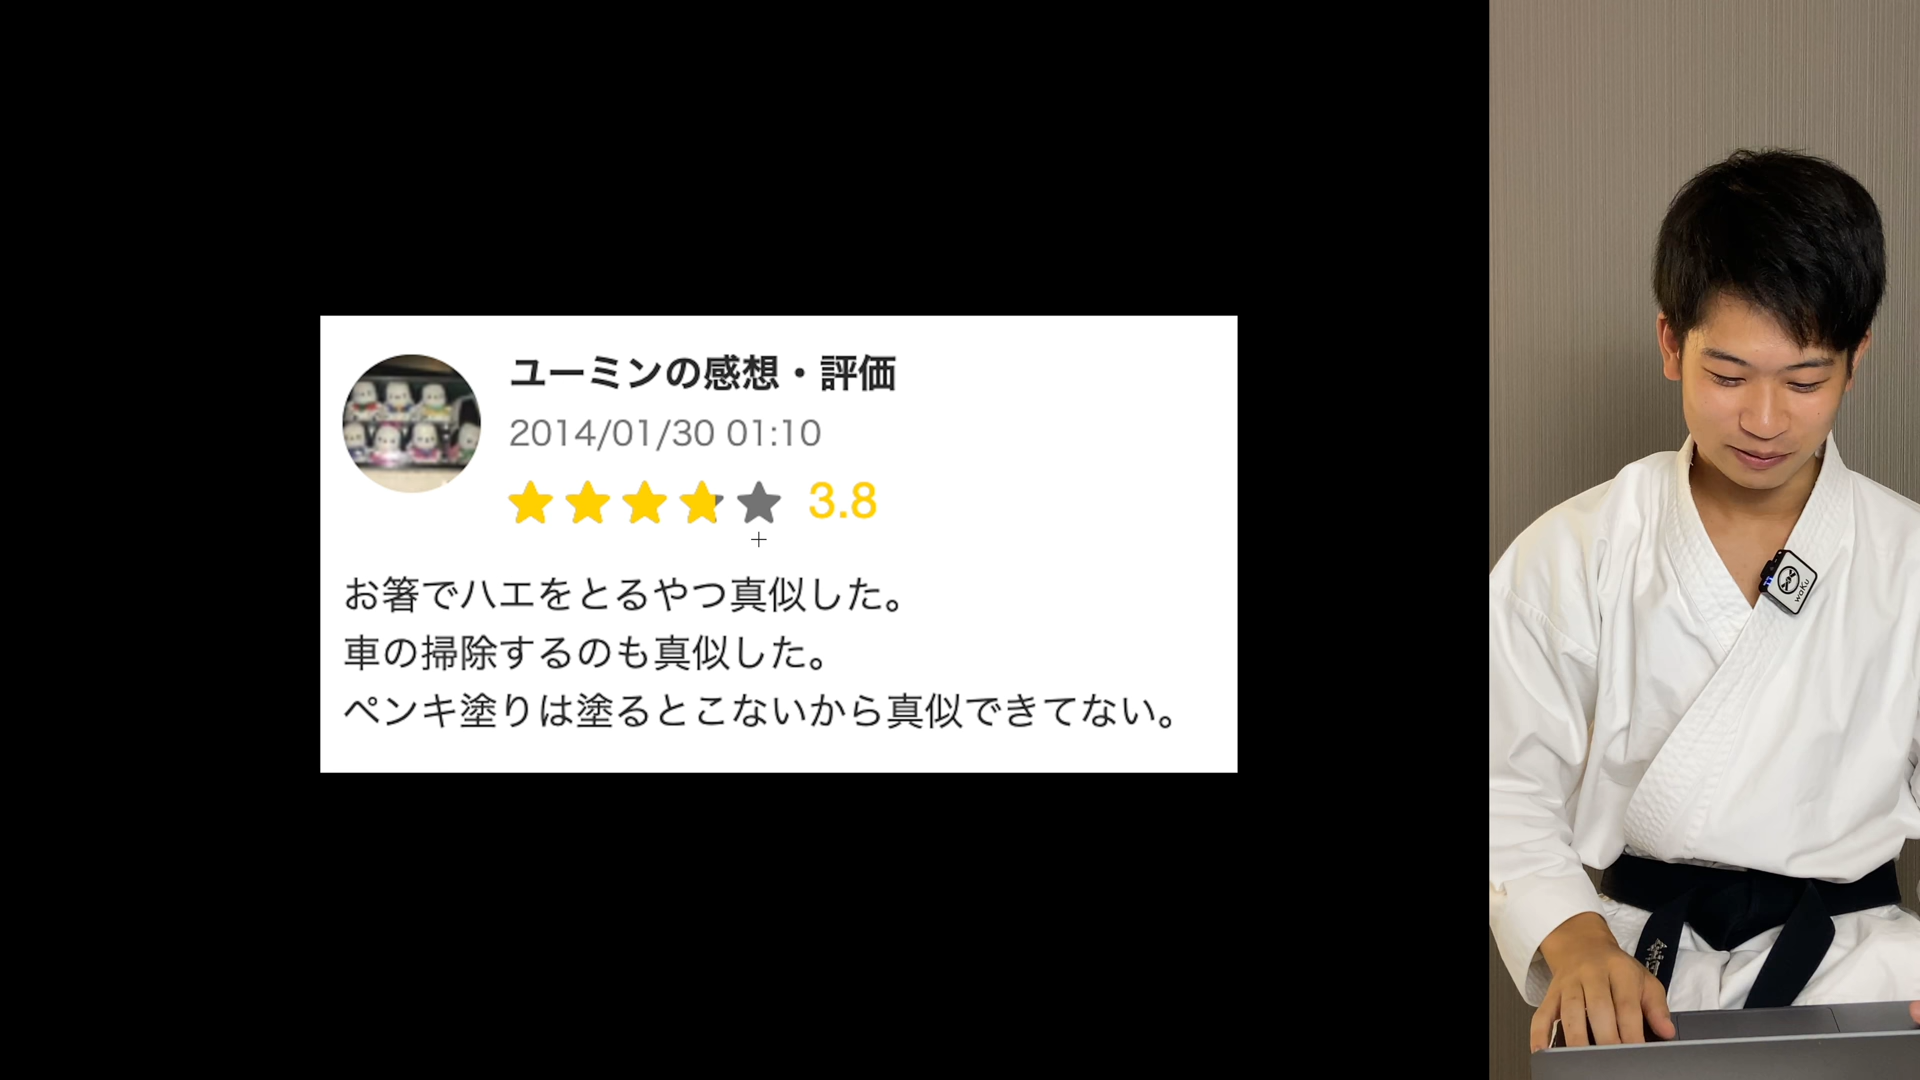 ユーミンの感想・評価
2014/01/30 01:10
3.8
お箸でハエをとるやつ真似した。
車の掃除するのも真似した。
ペンキ塗りは塗るとこないから真似できてない。
woKu